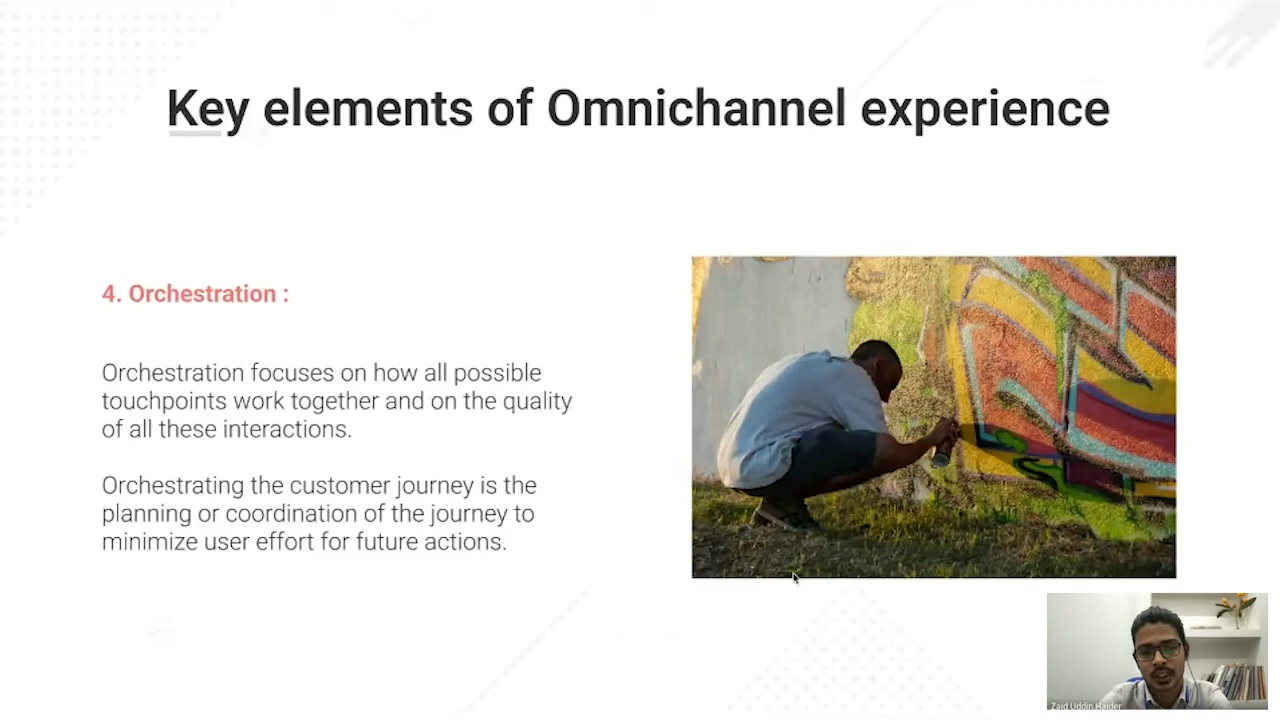 Key elements of Omnichannel experience
4. Orchestration :
Orchestration focuses on how all possible
touchpoints work together and on the quality
of all these interactions.
Orchestrating the customer journey is the
planning or coordination of the journey to
minimize user effort for future actions.
Zaid Uddin Haider